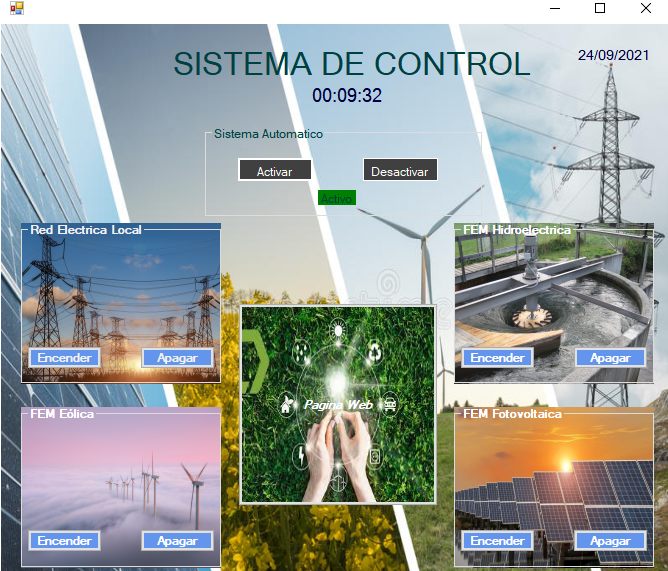 SISTEMA DE CONTROL
24/09/2021
00:09:32
Sistema Automatico
Activar
Desactivar
Activo
Red Electrica Local
Encender
Apagar
FEM Hidroelectrica
Encender
Apagar
Pagina Web
FEM Eólica
Encender
Apagar
FEM Fotovoltaica
Encender
Apagar